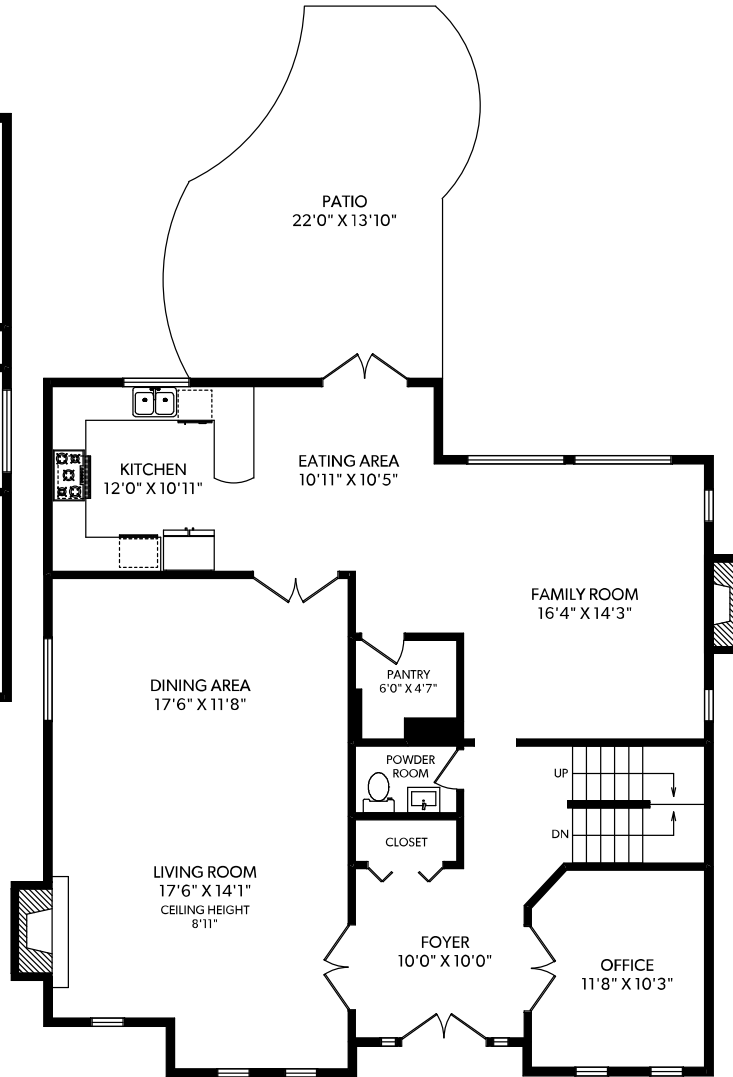 PATIO
22'0" X 13'10"
KITCHEN
12'0" X 10'11"
EATING AREA
10'11" X 10'5"
FAMILY ROOM
16'4" X 14'3"
DINING AREA
17'6" X 11'8"
PANTRY
6'0" X 4'7"
POWDER
ROOM
UP
DN
CLOSET
LIVING ROOM
17'6" X 14'1"
CEILING HEIGHT
8'11"
FOYER
10'0" X 10'0"
OFFICE
11'8" X 10'3"